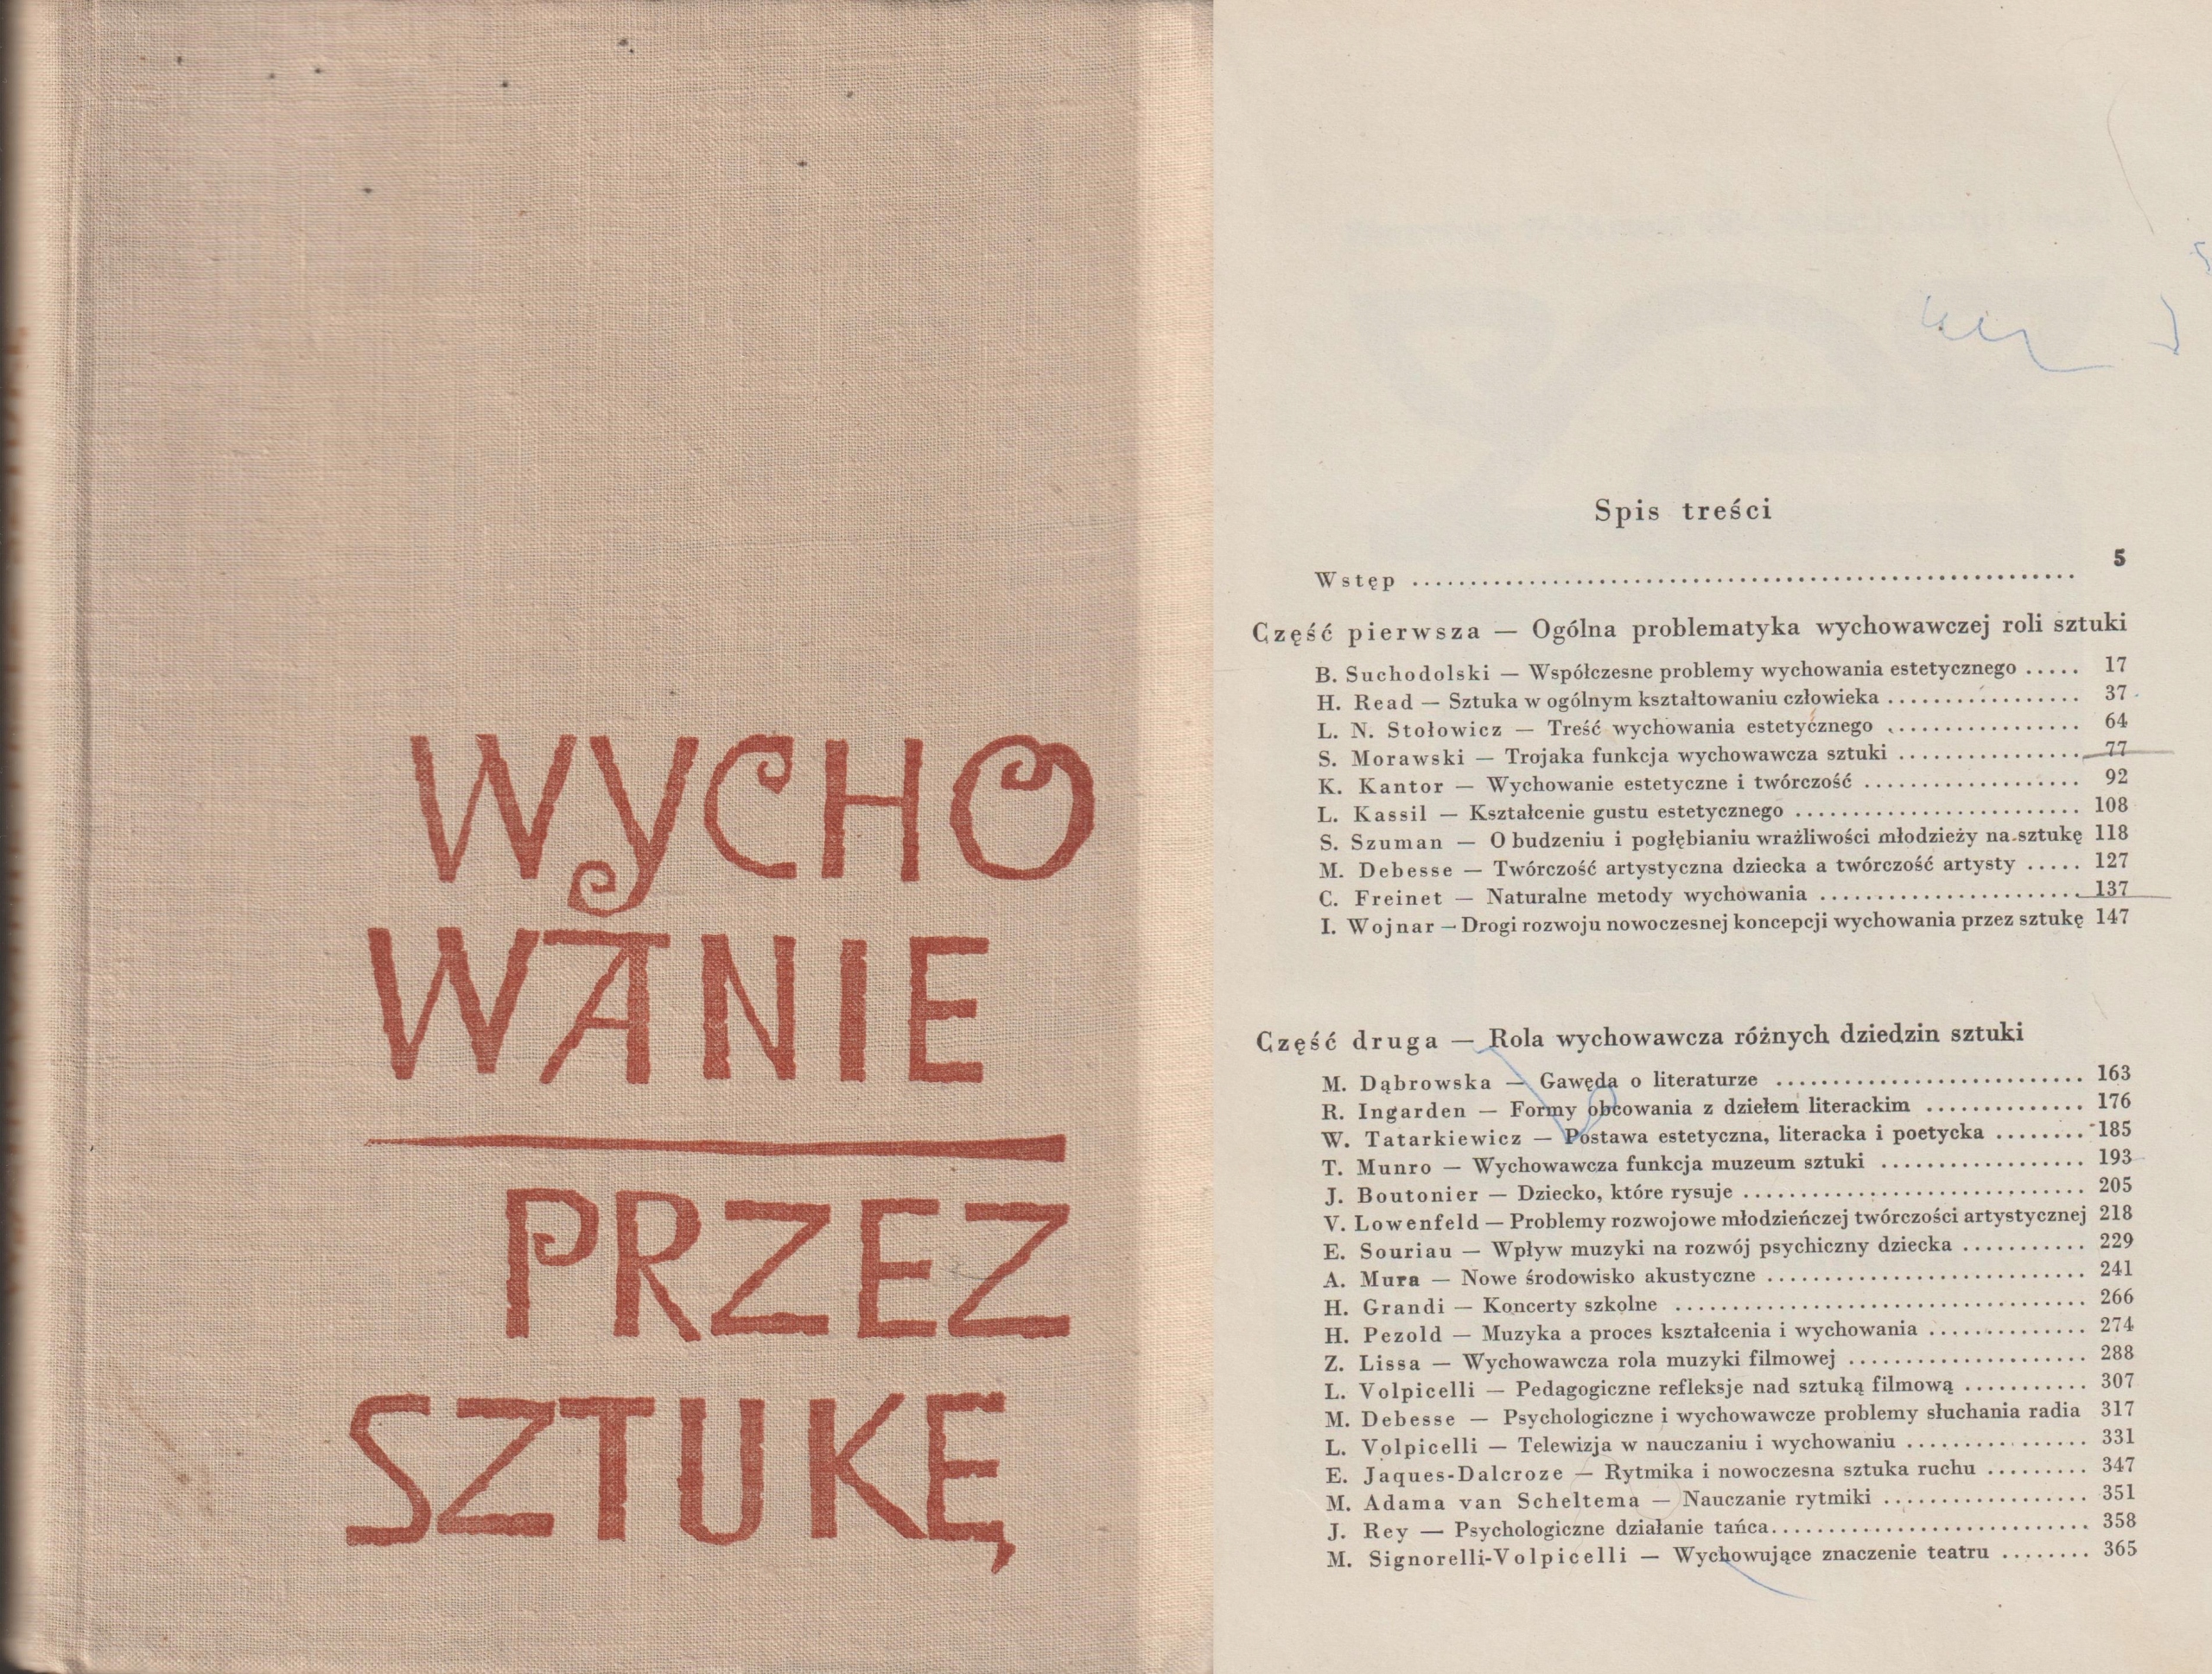 WYCHO
WANIE
PRZEZ
SZTUKĘ
Spis treści
Wstęp .......... 5
Część pierwsza — Ogólna problematyka wychowawczej roli sztuki
B. Suchodolski — Współczesne problemy wychowania estetycznego ..... 17
H. Read — Sztuka w ogólnym kształtowaniu człowieka .......... 37
L. N. Stołowicz — Treść wychowania estetycznego .......... 64
S. Morawski — Trojaka funkcja wychowawcza sztuki .......... 77
K. Kantor — Wychowanie estetyczne i twórczość .......... 92
L. Kassil — Kształcenie gustu estetycznego .......... 108
S. Szuman — O budzeniu i pogłębianiu wrażliwości młodzieży na sztukę 118
M. Debesse — Twórczość artystyczna dziecka a twórczość artysty ..... 127
C. Freinet — Naturalne metody wychowania .......... 137
I. Wojnar — Drogi rozwoju nowoczesnej koncepcji wychowania przez sztukę 147
Część druga — Rola wychowawcza różnych dziedzin sztuki
M. Dąbrowska — Gawęda o literaturze .......... 163
R. Ingarden — Formy obcowania z dziełem literackim .......... 176
W. Tatarkiewicz — Postawa estetyczna, literacka i poetycka ........ 185
T. Munro — Wychowawcza funkcja muzeum sztuki .......... 193
J. Boutonier — Dziecko, które rysuje .......... 205
V. Lowenfeld — Problemy rozwojowe młodzieńczej twórczości artystycznej 218
E. Souriau — Wpływ muzyki na rozwój psychiczny dziecka .......... 229
A. Mura — Nowe środowisko akustyczne .......... 241
H. Grandi — Koncerty szkolne .......... 266
H. Pezold — Muzyka a proces kształcenia i wychowania .......... 274
Z. Lissa — Wychowawcza rola muzyki filmowej .......... 288
L. Volpicelli — Pedagogiczne refleksje nad sztuką filmową .......... 307
M. Debesse — Psychologiczne i wychowawcze problemy słuchania radia 317
L. Volpicelli — Telewizja w nauczaniu i wychowaniu .......... 331
E. Jaques-Dalcroze — Rytmika i nowoczesna sztuka ruchu ......... 347
M. Adama van Scheltema — Nauczanie rytmiki .......... 351
J. Rey — Psychologiczne działanie tańca.......... 358
M. Signorelli-Volpicelli — Wychowujące znaczenie teatru ........ 365